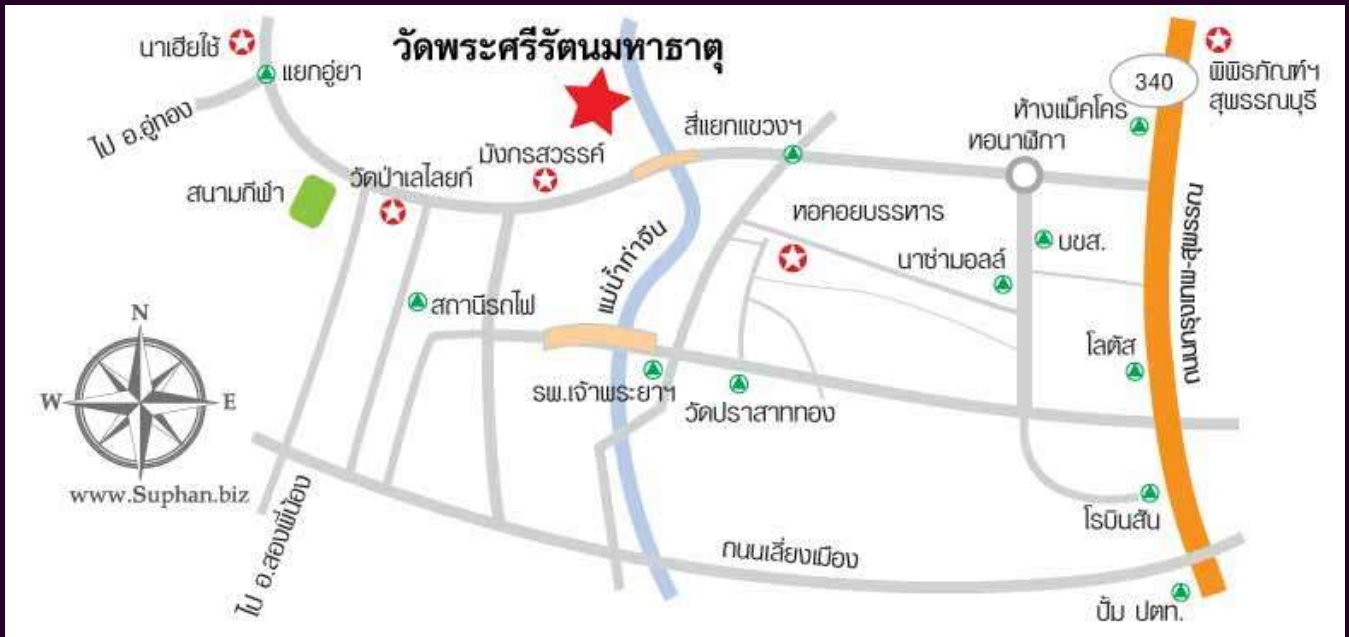 วัดพระศรีรัตนมหาธาตุ
นาเฮียใช้
แยกอู่ยา
ไป อ.อู่ทอง
สนามกีฬา
วัดป่าเลไลยก์
มังกรสวรรค์
สี่แยกแขวงฯ
หอนาฬิกา
ห้างแม็คโคร
340
พิพิธภัณฑ์ฯ
สุพรรณบุรี
หอคอยบรรหาร
นาซ่ามอลล์
บขส.
ถนนกรุงเทพ-สุพรรณ
แม่น้ำท่าจีน
สถานีรถไฟ
รพ.เจ้าพระยาฯ
วัดปราสาททอง
โลตัส
โรบินสัน
N
W
E
www.Suphan.biz
ไป อ.สองพี่น้อง
ถนนเลี่ยงเมือง
ปั้ม ปตท.